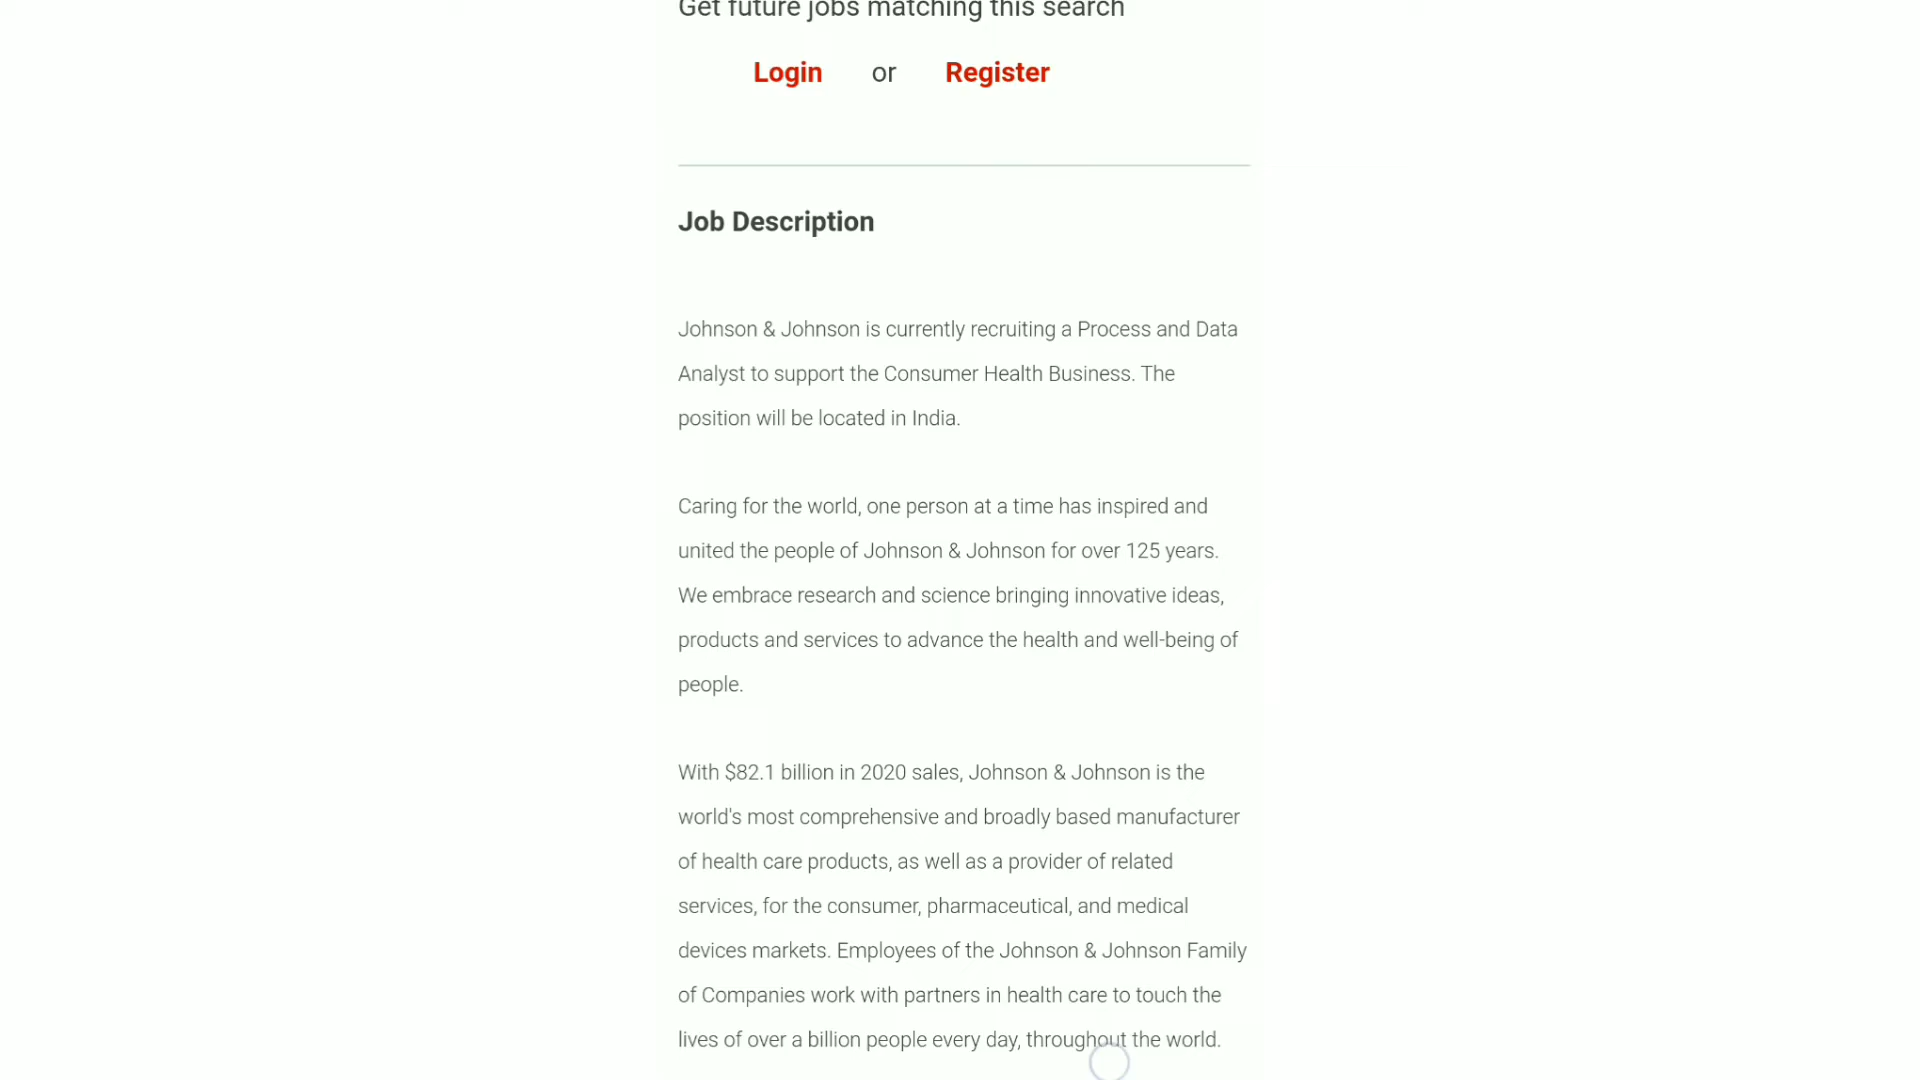 Get future jobs matching this search
Login or Register
Job Description
Johnson & Johnson is currently recruiting a Process and Data
Analyst to support the Consumer Health Business. The
position will be located in India.
Caring for the world, one person at a time has inspired and
united the people of Johnson & Johnson for over 125 years.
We embrace research and science bringing innovative ideas,
products and services to advance the health and well-being of
people.
With $82.1 billion in 2020 sales, Johnson & Johnson is the
world's most comprehensive and broadly based manufacturer
of health care products, as well as a provider of related
services, for the consumer, pharmaceutical, and medical
devices markets. Employees of the Johnson & Johnson Family
of Companies work with partners in health care to touch the
lives of over a billion people every day, throughout the world.